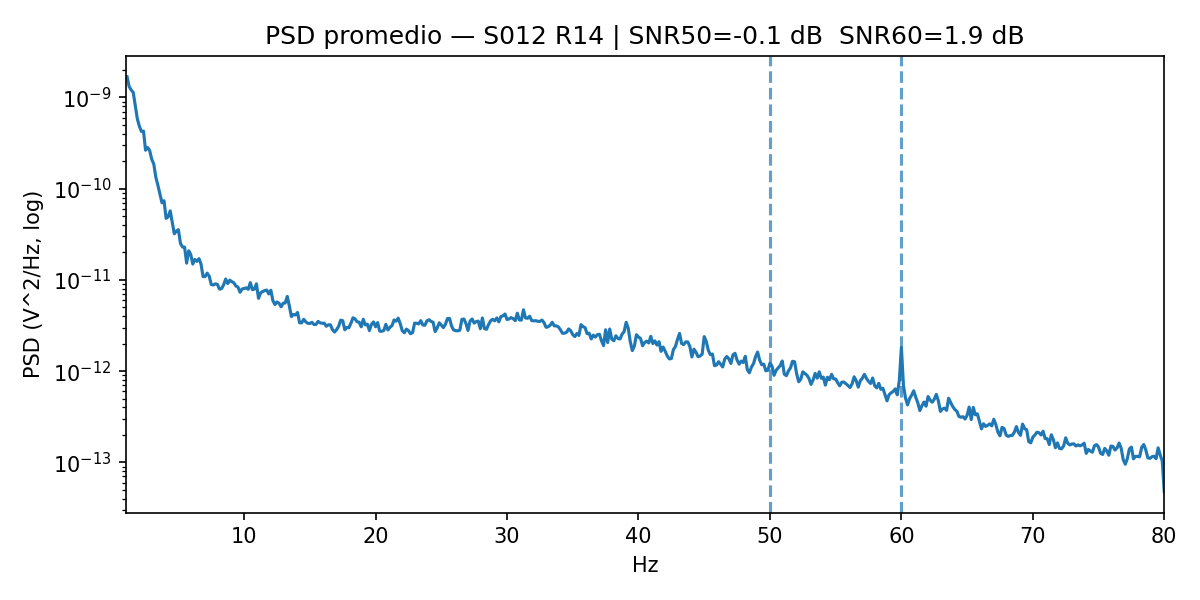 PSD promedio — S012 R14 | SNR50=-0.1 dB  SNR60=1.9 dB
PSD (V^2/Hz, log)
10⁻⁹
10⁻¹⁰
10⁻¹¹
10⁻¹²
10⁻¹³
10 20 30 40 50 60 70 80
Hz